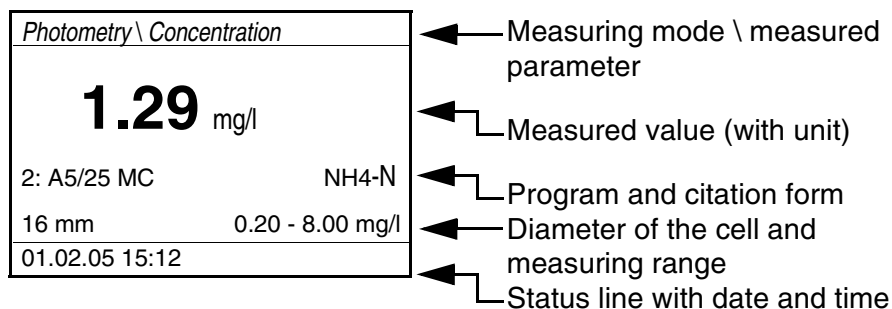 Photometry \ Concentration
1.29 mg/l
2: A5/25 MC NH4-N
16 mm 0.20 - 8.00 mg/l
01.02.05 15:12
Measuring mode \ measured
parameter
Measured value (with unit)
Program and citation form
Diameter of the cell and
measuring range
Status line with date and time